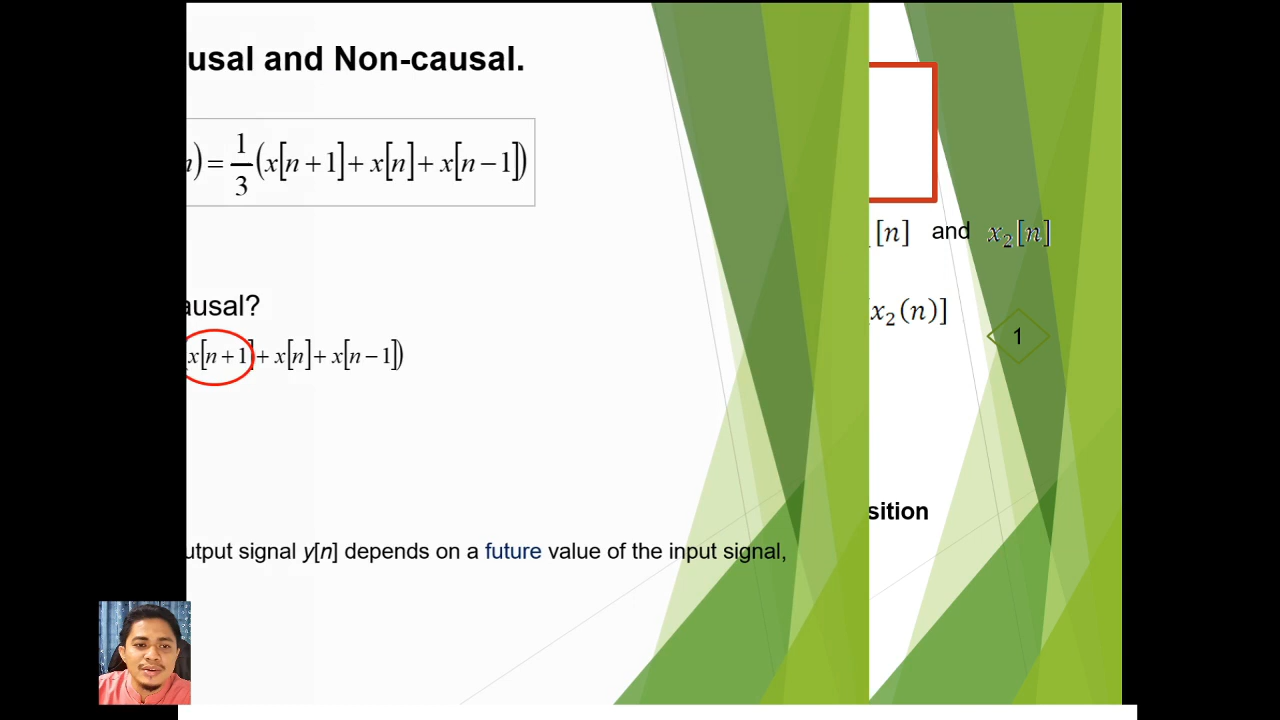 usal and Non-causal.
n) = 1/3 (x[n+1] + x[n] + x[n−1])
[n] and x₂[n]
ausal?
x₂(n)]
1
x[n+1] + x[n] + x[n−1])
sition
utput signal y[n] depends on a future value of the input signal,